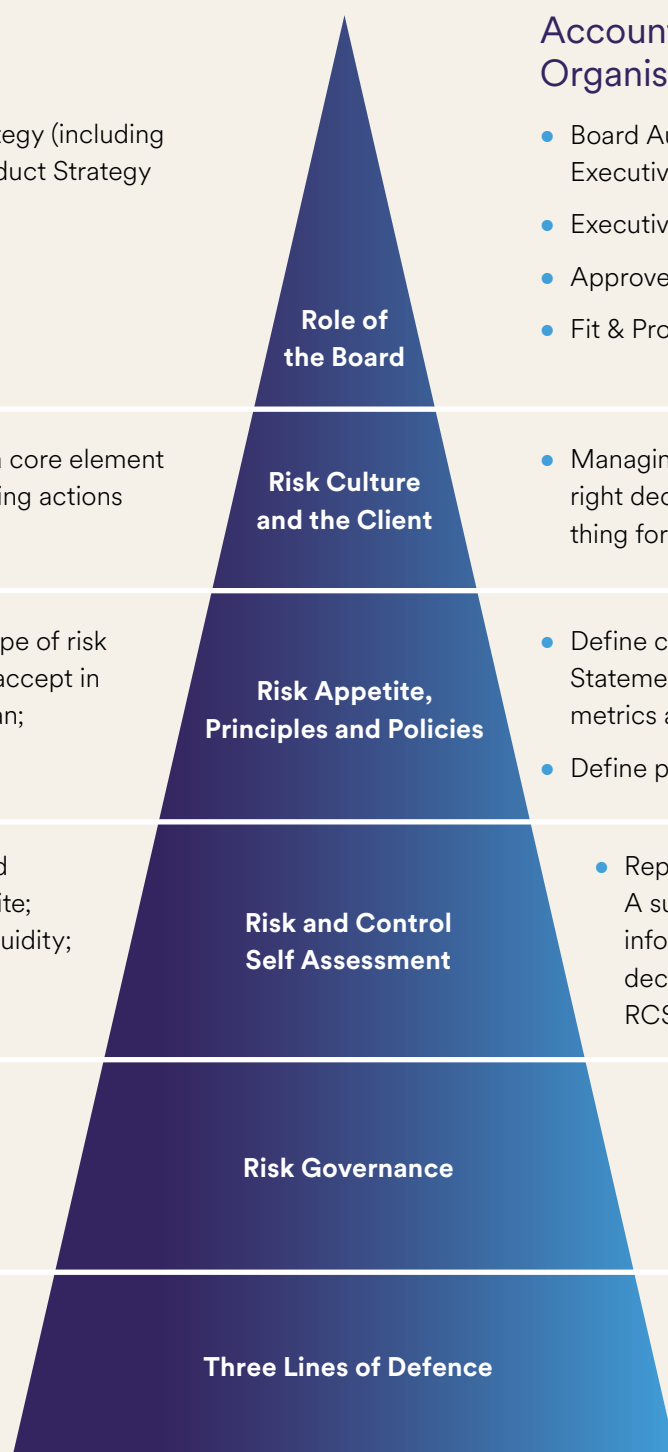 Account
Organis
tegy (including
duct Strategy
Board Au
Executiv
Executiv
Approve
Fit & Pro
Role of
the Board
a core element
ing actions
Risk Culture
and the Client
Managin
right dec
thing for
pe of risk
accept in
an;
Risk Appetite,
Principles and Policies
Define c
Stateme
metrics a
Define p
d
ite;
uidity;
Risk and Control
Self Assessment
Rep
A su
info
dec
RCS
Risk Governance
Three Lines of Defence